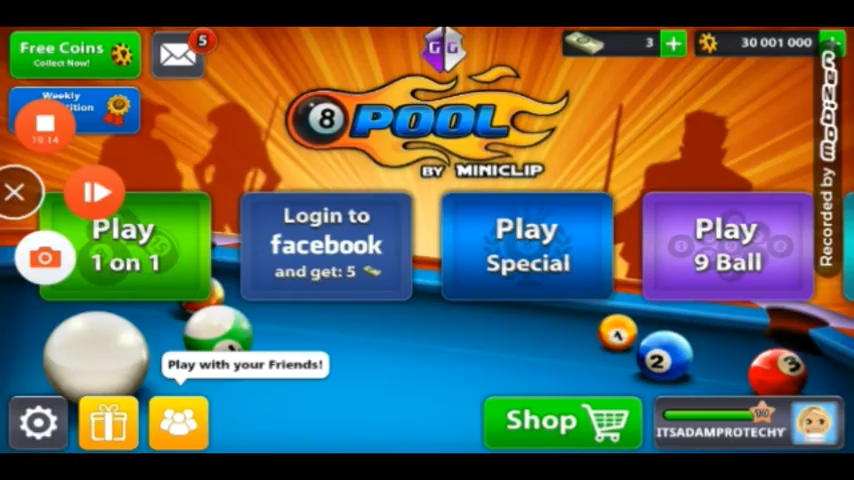 Free Coins
Collect Now!
5
GG
3
30 001 000
Weekly
8 POOL
BY MINICLIP
Recorded by MOBIZEN
Play
1 on 1
Login to
facebook
and get: 5
Play
Special
Play
9 Ball
1
2
3
Play with your Friends!
Shop
ITSADAMPROTECHY